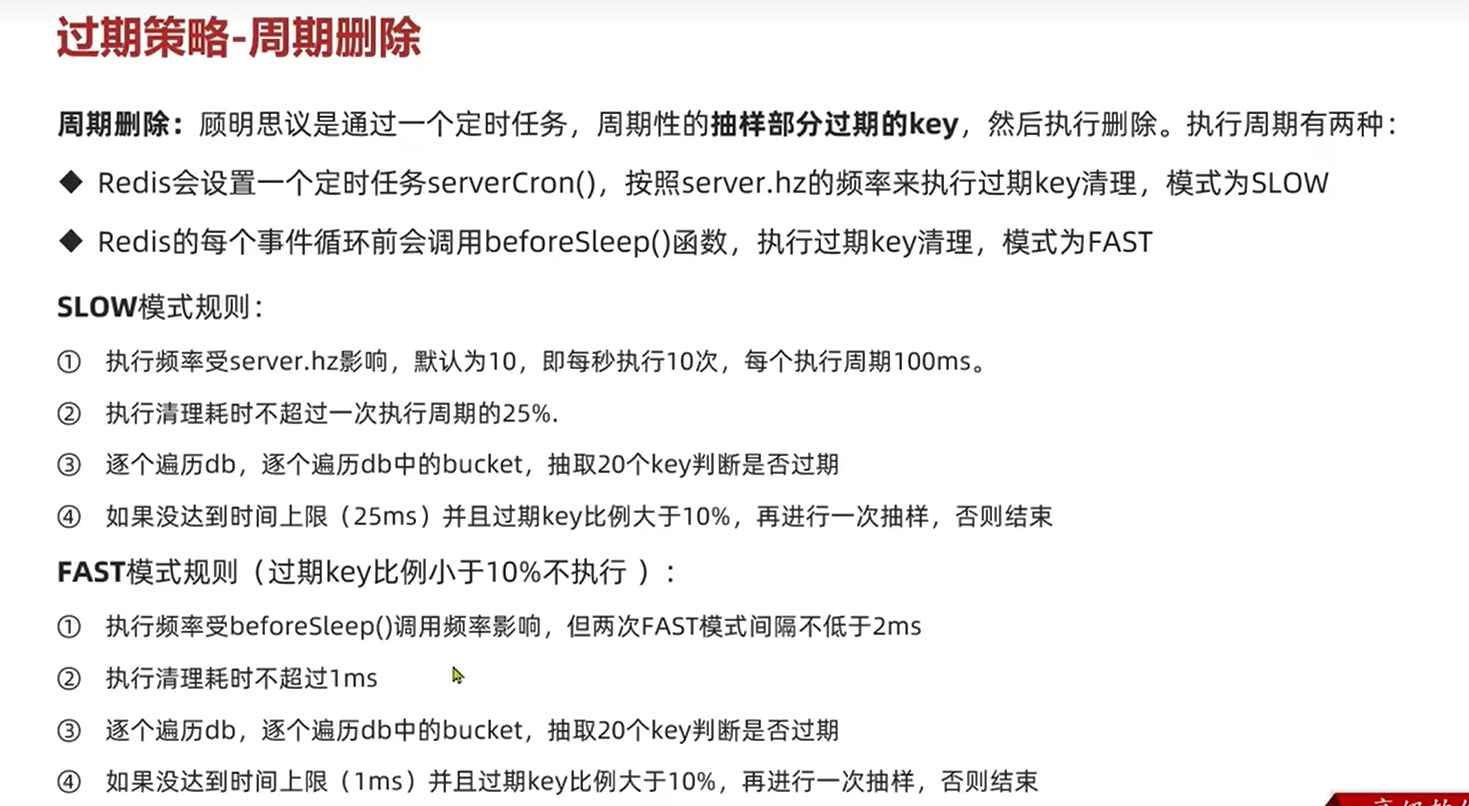 过期策略-周期删除
周期删除：顾明思议是通过一个定时任务，周期性的抽样部分过期的key，然后执行删除。执行周期有两种：
◆ Redis会设置一个定时任务serverCron()，按照server.hz的频率来执行过期key清理，模式为SLOW
◆ Redis的每个事件循环前会调用beforeSleep()函数，执行过期key清理，模式为FAST
SLOW模式规则：
① 执行频率受server.hz影响，默认为10，即每秒执行10次，每个执行周期100ms。
② 执行清理耗时不超过一次执行周期的25%.
③ 逐个遍历db，逐个遍历db中的bucket，抽取20个key判断是否过期
④ 如果没达到时间上限（25ms）并且过期key比例大于10%，再进行一次抽样，否则结束
FAST模式规则（过期key比例小于10%不执行 ）：
① 执行频率受beforeSleep()调用频率影响，但两次FAST模式间隔不低于2ms
② 执行清理耗时不超过1ms
③ 逐个遍历db，逐个遍历db中的bucket，抽取20个key判断是否过期
④ 如果没达到时间上限（1ms）并且过期key比例大于10%，再进行一次抽样，否则结束